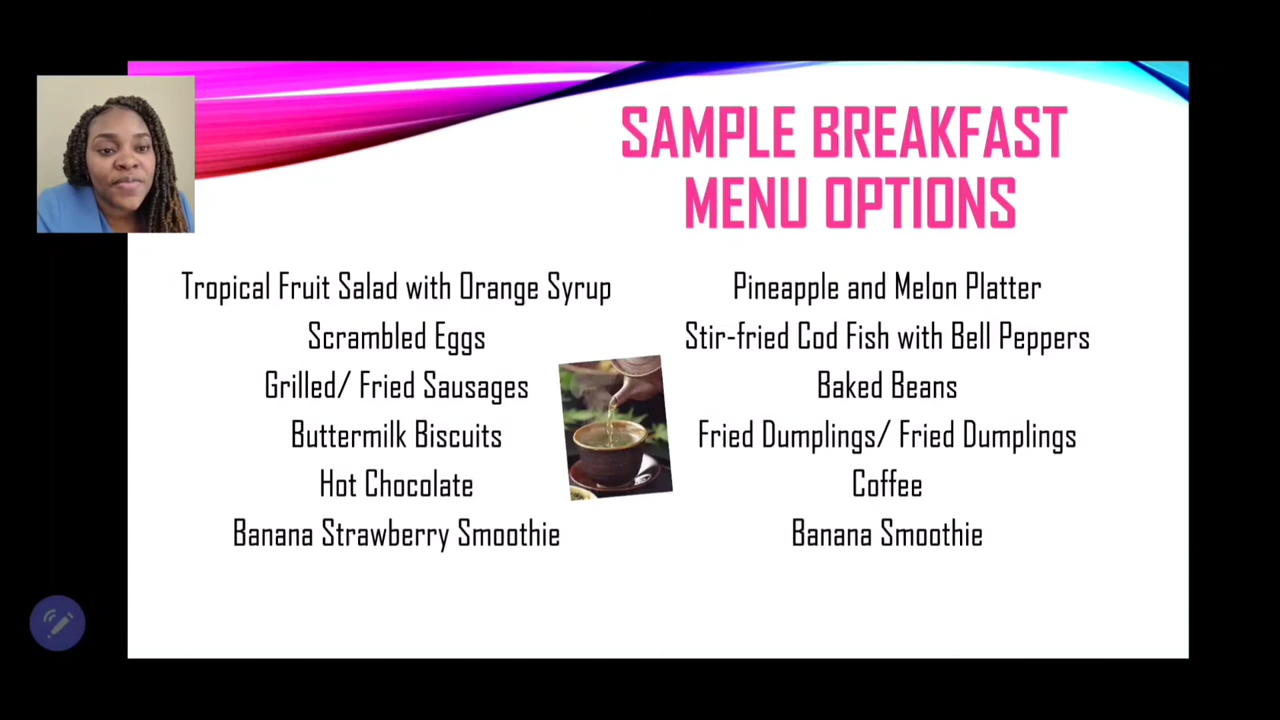 SAMPLE BREAKFAST
MENU OPTIONS
Tropical Fruit Salad with Orange Syrup
Scrambled Eggs
Grilled/ Fried Sausages
Buttermilk Biscuits
Hot Chocolate
Banana Strawberry Smoothie
Pineapple and Melon Platter
Stir-fried Cod Fish with Bell Peppers
Baked Beans
Fried Dumplings/ Fried Dumplings
Coffee
Banana Smoothie